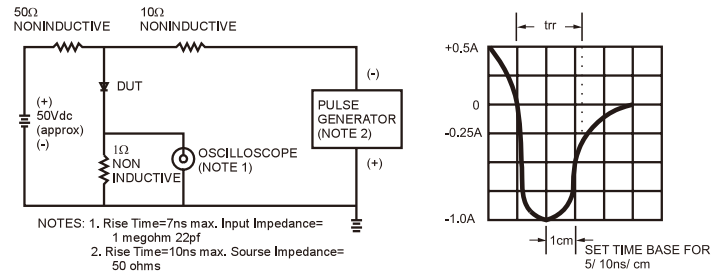 50Ω
NONINDUCTIVE
10Ω
NONINDUCTIVE
DUT
(+)
50Vdc
(approx)
(-)
1Ω
NON
INDUCTIVE
OSCILLOSCOPE
(NOTE 1)
(-)
PULSE
GENERATOR
(NOTE 2)
(+)
NOTES: 1. Rise Time=7ns max. Input Impedance=
1 megohm 22pf
2. Rise Time=10ns max. Sourse Impedance=
50 ohms
trr
+0.5A
0
-0.25A
-1.0A
1cm
SET TIME BASE FOR
5/ 10ns/ cm